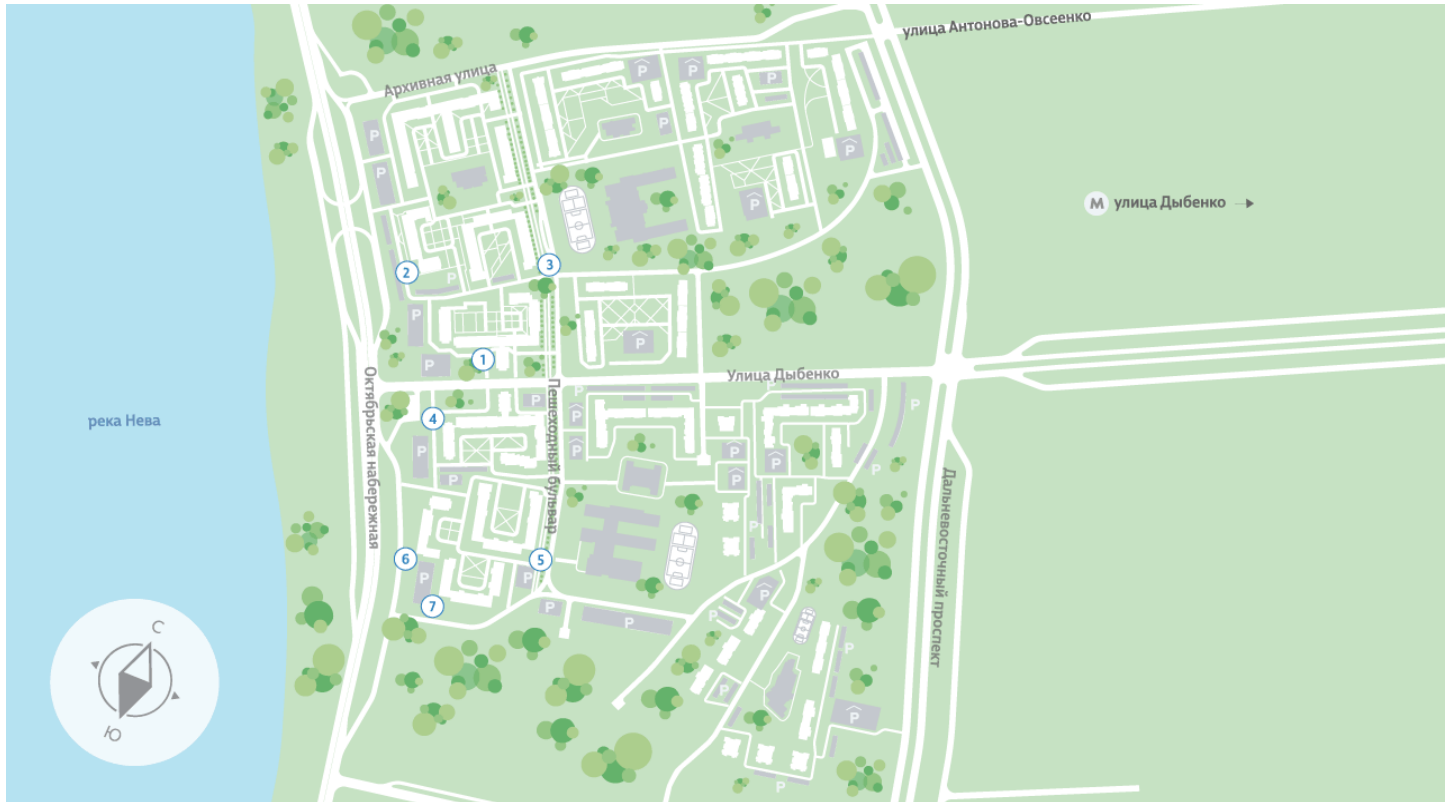 улица Антонова-Овсеенко
Архивная улица
P
P
P
P
P
P
P
P
М улица Дыбенко
2
P
3
P
1
Улица Дыбенко
Октябрьская набережная
Пешеходный бульвар
река Нева
4
P
P
P
P
P
P
P
P
P
P
Дальневосточный проспект
6
5
7
P
P
P
P
P
P
P
P
P
P
P
С
Ю